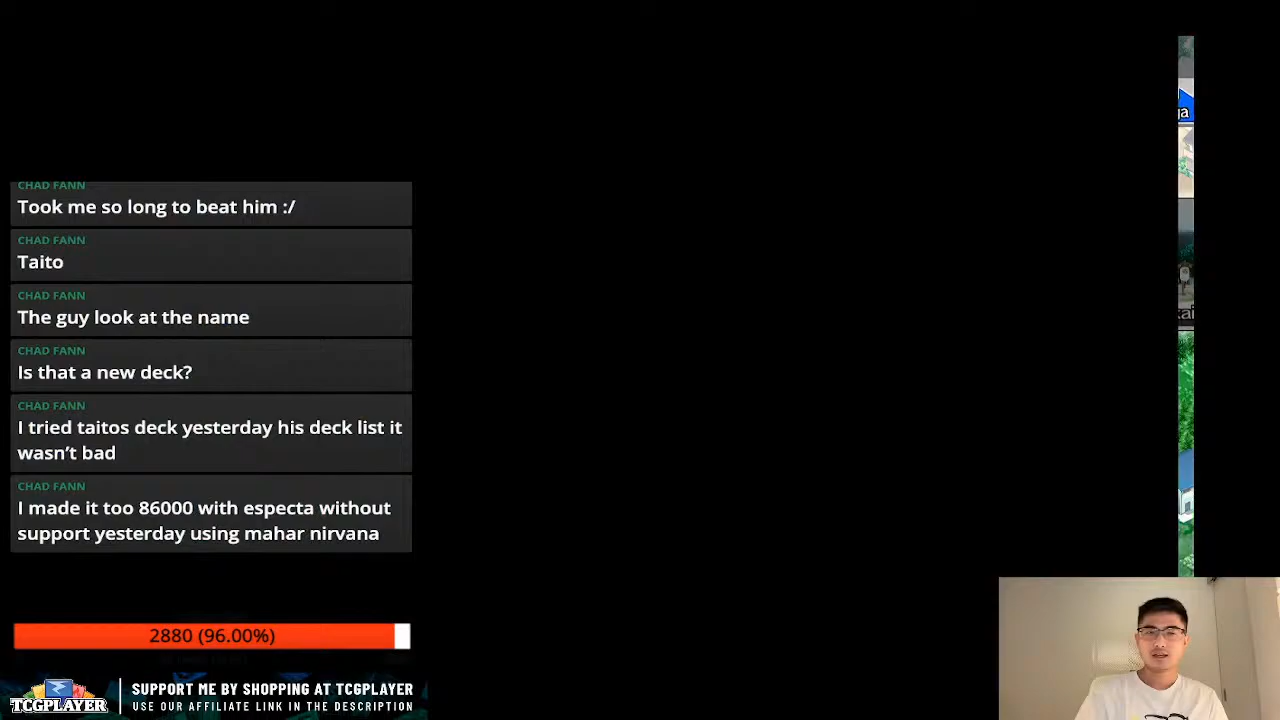 CHAD FANN
Took me so long to beat him :/
CHAD FANN
Taito
CHAD FANN
The guy look at the name
CHAD FANN
Is that a new deck?
CHAD FANN
I tried taitos deck yesterday his deck list it
wasn't bad
CHAD FANN
I made it too 86000 with especta without
support yesterday using mahar nirvana
2880 (96.00%)
TCGPLAYER
SUPPORT ME BY SHOPPING AT TCGPLAYER
USE OUR AFFILIATE LINK IN THE DESCRIPTION